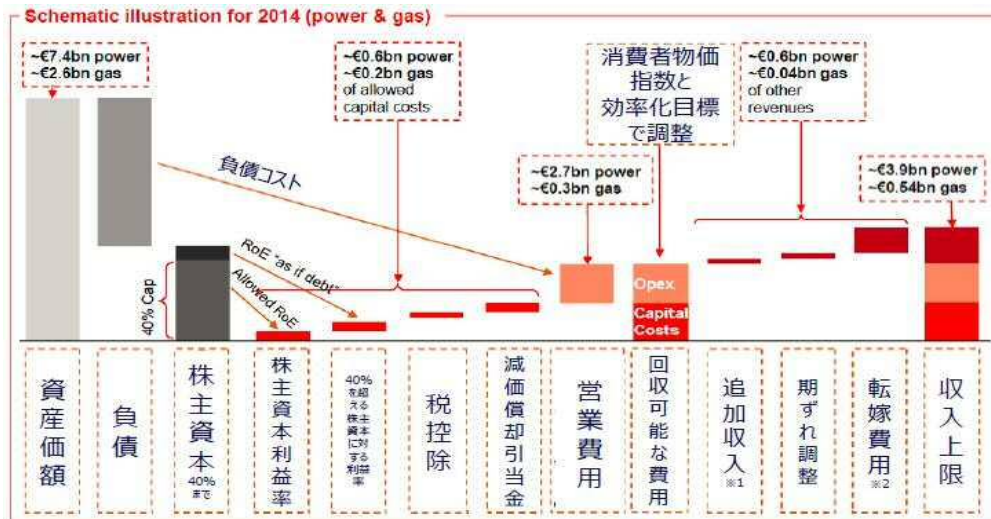 Schematic illustration for 2014 (power & gas)
~€7.4bn power
~€2.6bn gas
~€0.6bn power
~€0.2bn gas
of allowed
capital costs
消費者物価
指数と
効率化目標
で調整
~€0.6bn power
~€0.04bn gas
of other
revenues
負債コスト
~€2.7bn power
~€0.3bn gas
~€3.9bn power
~€0.54bn gas
RoE "as if debt"
Allowed RoE
40% Cap
Opex
Capital
Costs
資産価額
負債
株主資本
40%
まで
株主資本利益率
40%
を超
える
株主
資本
に対
する
利益
率
税控除
減価償却引当金
営業費用
回収可能な費用
追加収入
※1
期ずれ調整
転嫁費用
※2
収入上限